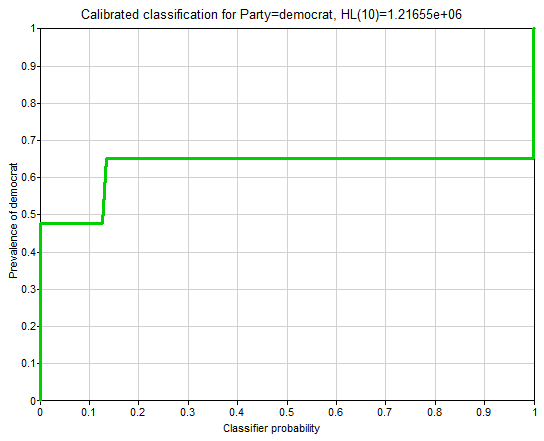 Calibrated classification for Party=democrat, HL(10)=1.21655e+06
1
0.9
0.8
0.7
0.6
0.5
0.4
0.3
0.2
0.1
0
Prevalence of democrat
0 0.1 0.2 0.3 0.4 0.5 0.6 0.7 0.8 0.9 1
Classifier probability